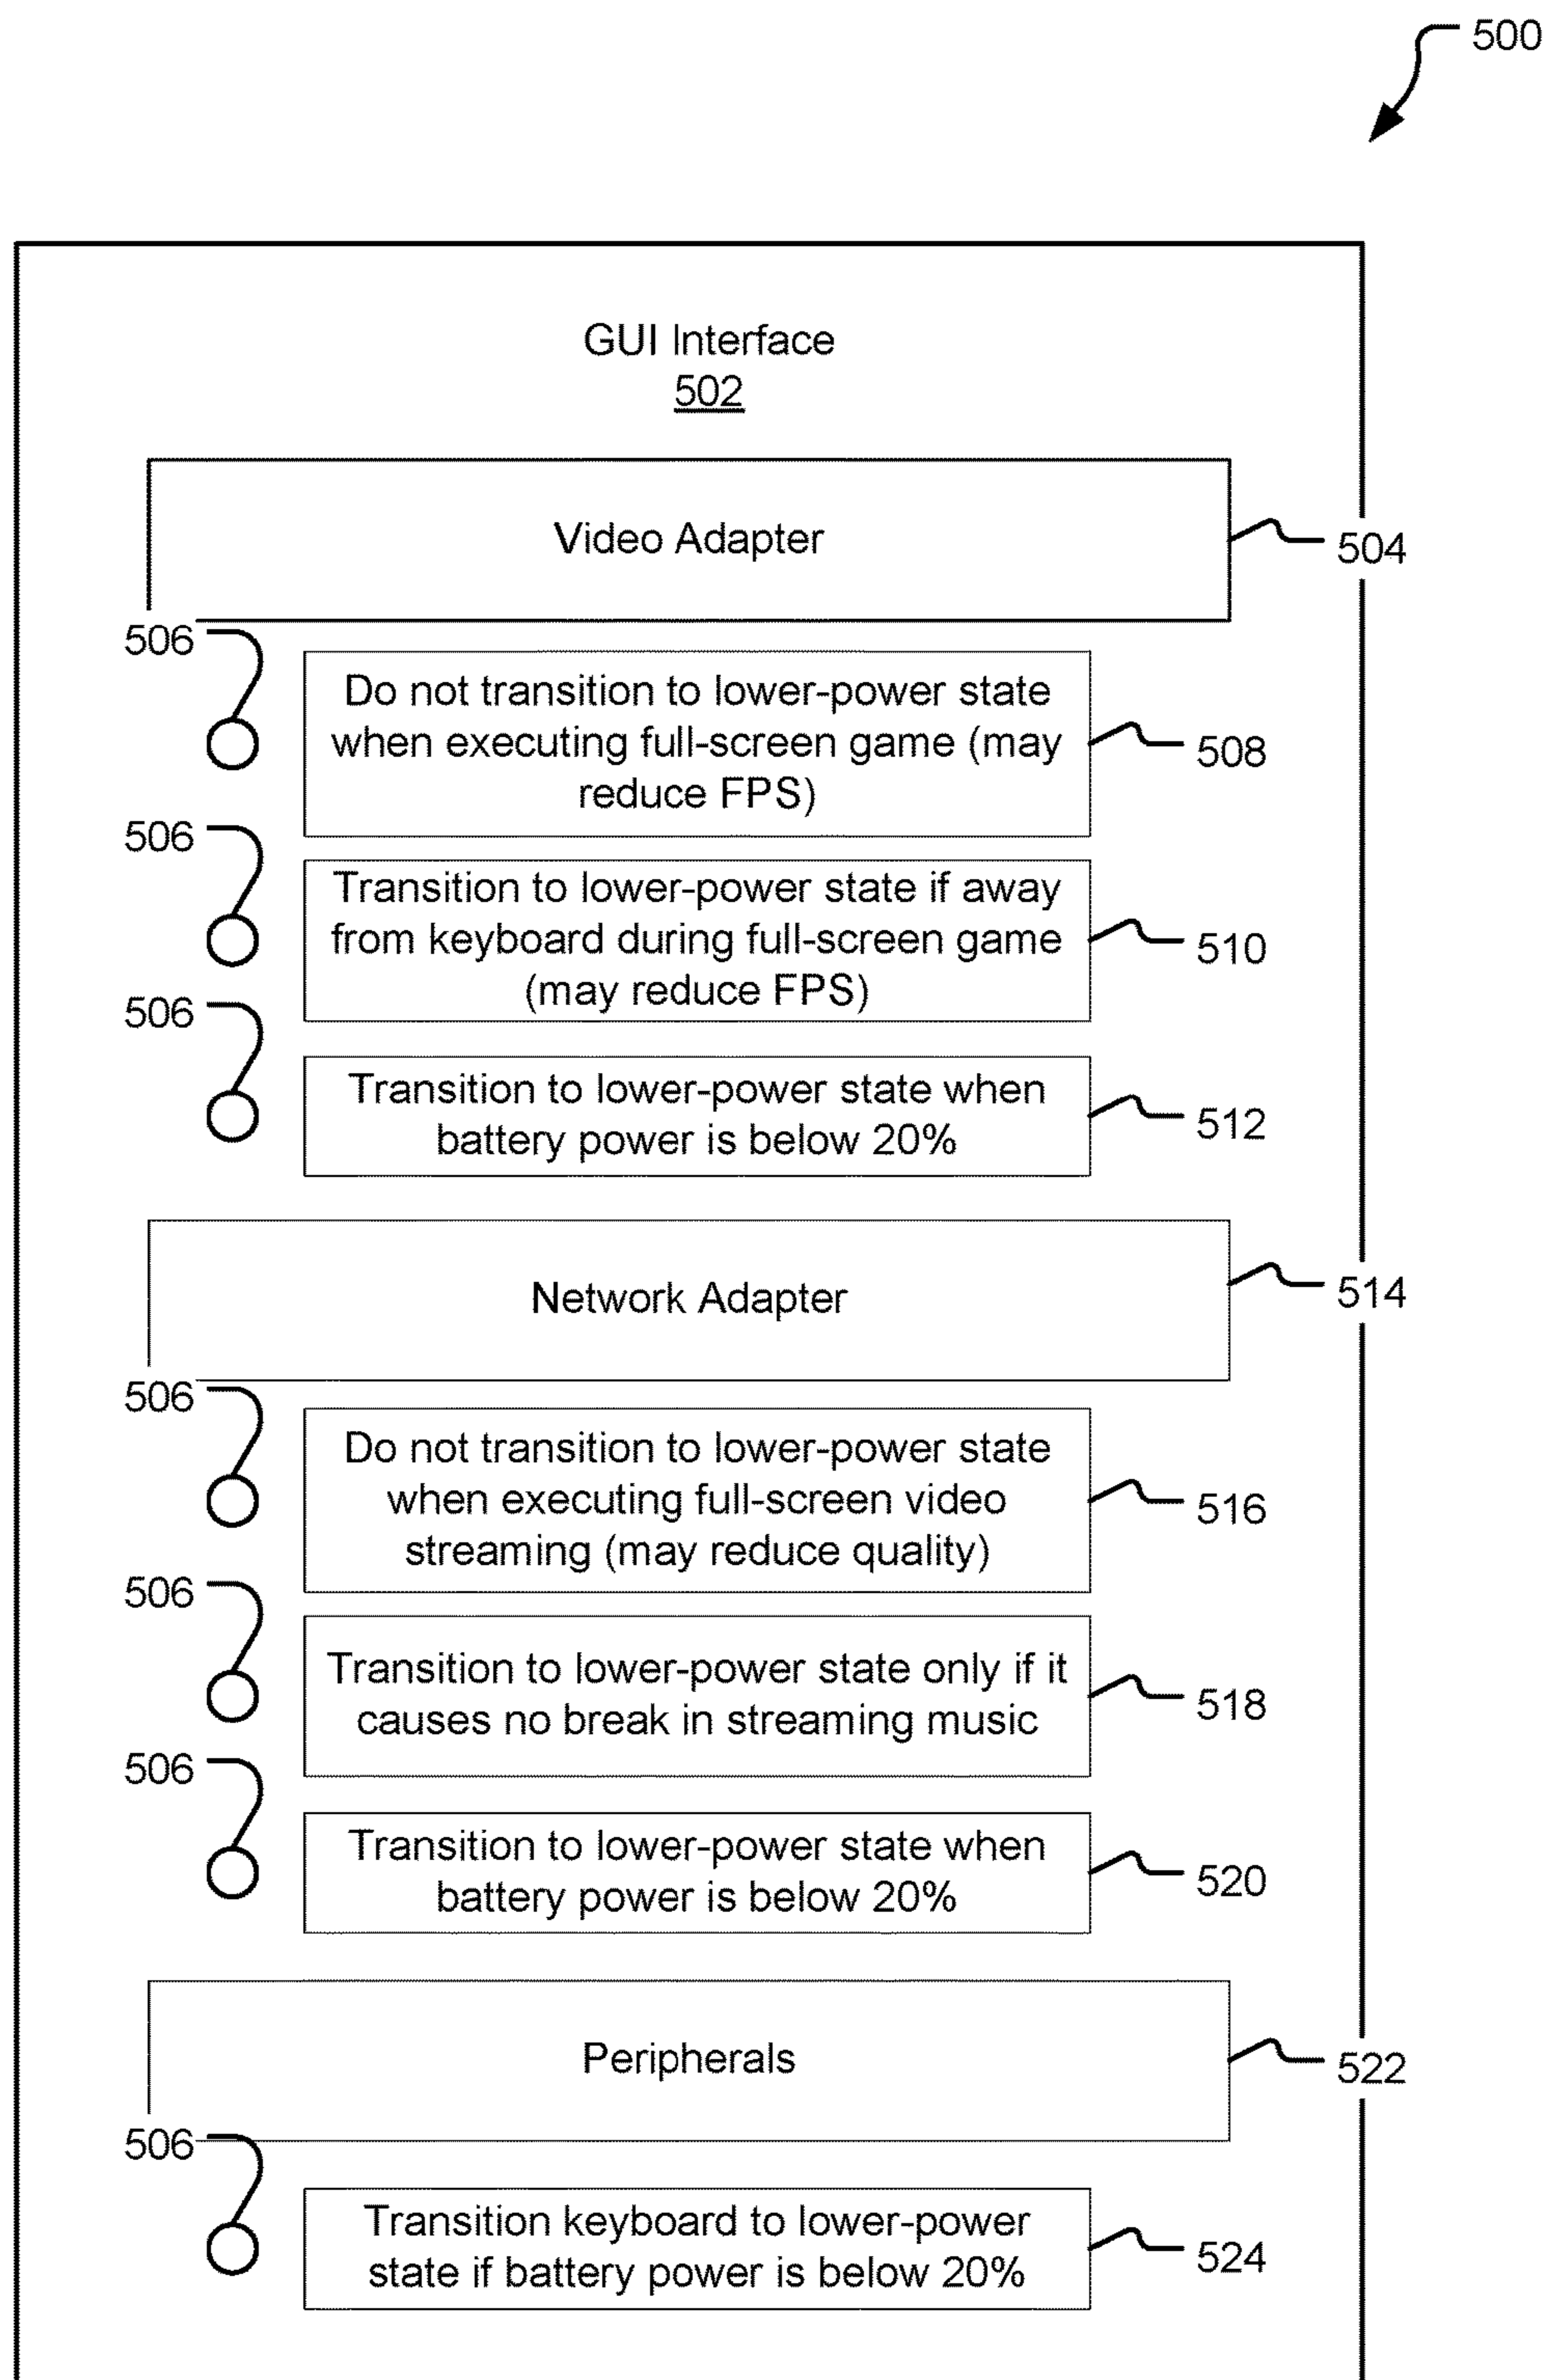 500
GUI Interface
502
Video Adapter
504
506
Do not transition to lower-power state
when executing full-screen game (may
reduce FPS)
508
506
Transition to lower-power state if away
from keyboard during full-screen game
(may reduce FPS)
510
506
Transition to lower-power state when
battery power is below 20%
512
Network Adapter
514
506
Do not transition to lower-power state
when executing full-screen video
streaming (may reduce quality)
516
506
Transition to lower-power state only if it
causes no break in streaming music
518
506
Transition to lower-power state when
battery power is below 20%
520
Peripherals
522
506
Transition keyboard to lower-power
state if battery power is below 20%
524